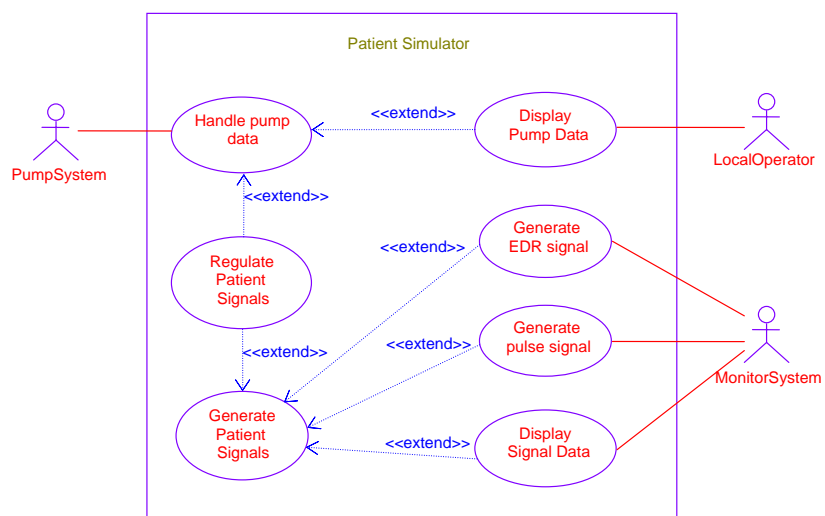 Patient Simulator
PumpSystem
Handle pump
data
<<extend>>
Display
Pump Data
LocalOperator
<<extend>>
Regulate
Patient
Signals
<<extend>>
Generate
EDR signal
<<extend>>
<<extend>>
Generate
pulse signal
MonitorSystem
Generate
Patient
Signals
<<extend>>
Display
Signal Data